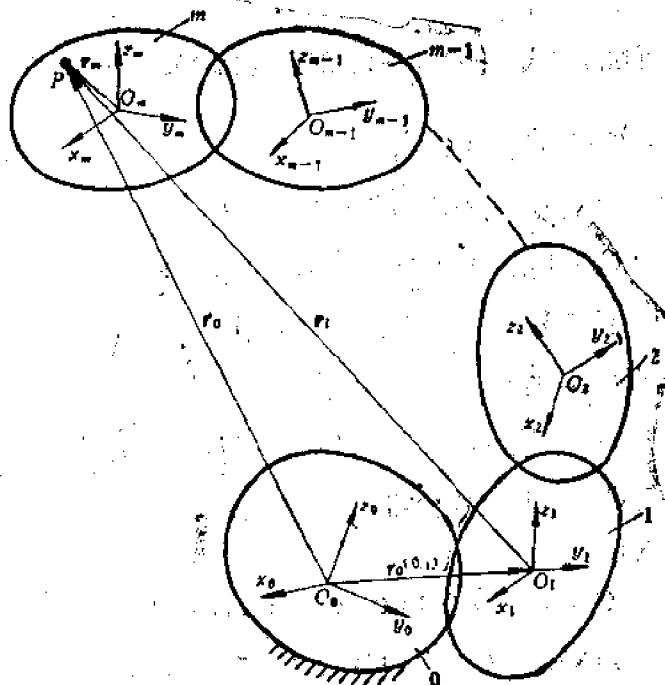 m
m-1
z_m
z_{m-1}
r_m
P
O_m
y_m
x_m
O_{m-1}
y_{m-1}
x_{m-1}
r_0
r_1
z_2
y_2
2
O_2
x_2
z_0
z_1
1
r_0^{(0,1)}
y_1
x_0
O_0
O_1
x_1
y_0
0